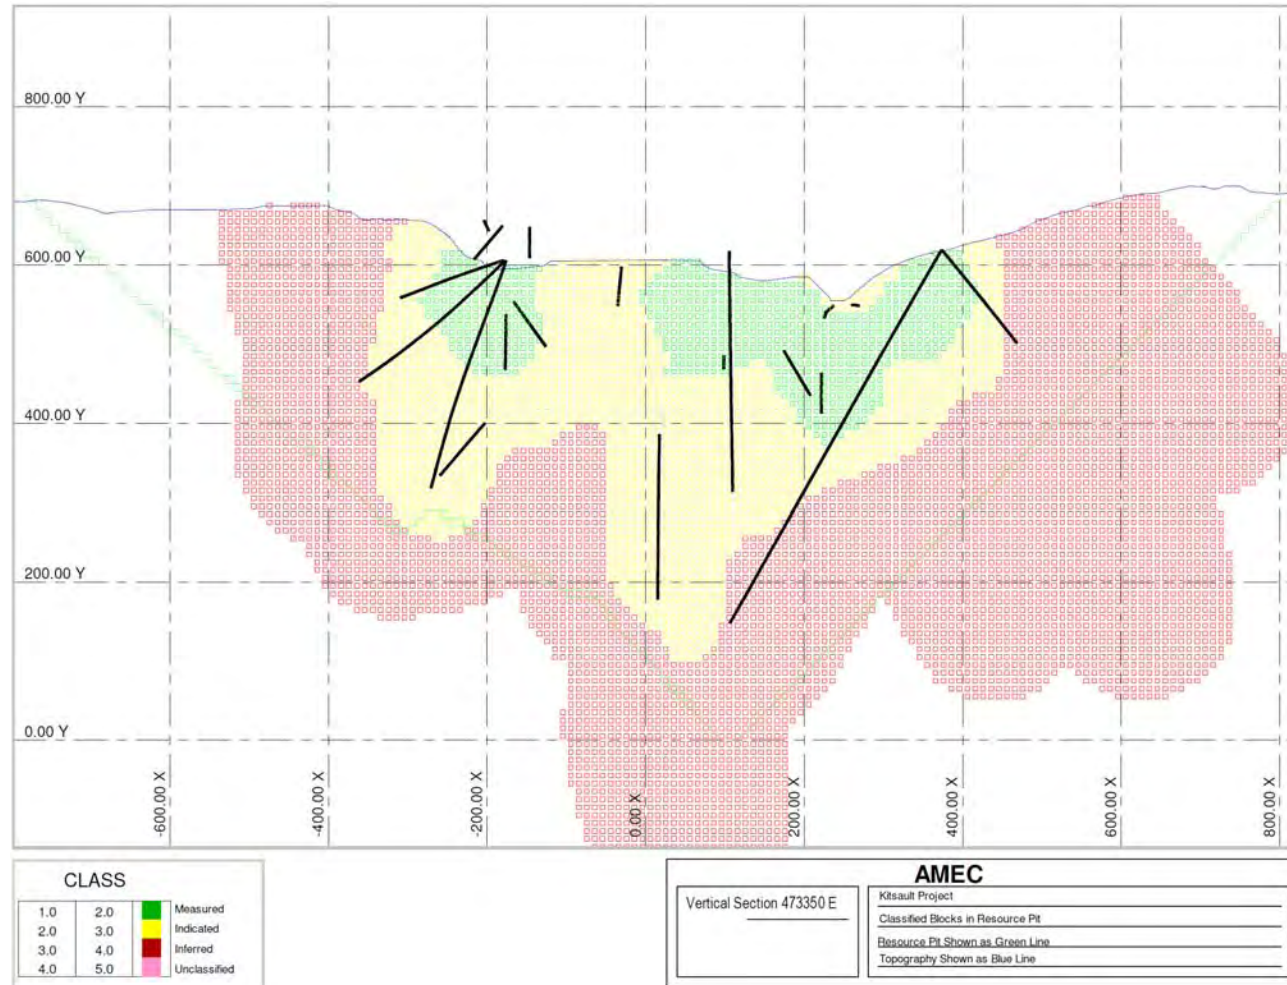 800.00 Y
600.00 Y
400.00 Y
200.00 Y
0.00 Y
-600.00 X
-400.00 X
-200.00 X
0.00 X
200.00 X
400.00 X
600.00 X
800.00 X
CLASS
1.0 2.0 Measured
2.0 3.0 Indicated
3.0 4.0 Inferred
4.0 5.0 Unclassified
AMEC
Vertical Section 473350 E
Kitsault Project
Classified Blocks in Resource Pit
Resource Pit Shown as Green Line
Topography Shown as Blue Line